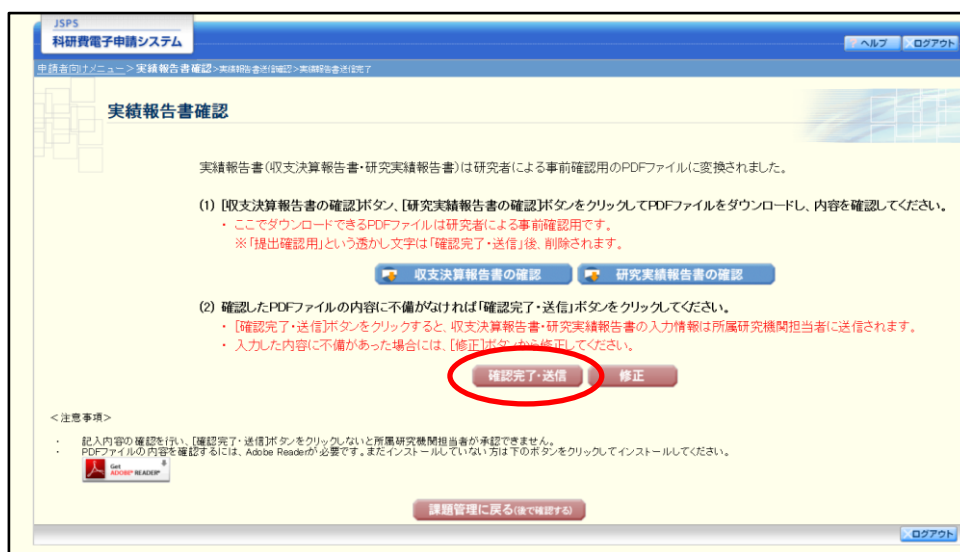 JSPS
科研費電子申請システム
ヘルプ
ログアウト
申請者向けメニュー>実績報告書確認>実績報告書送信確認>実績報告書送信完了
実績報告書確認
実績報告書(収支決算報告書・研究実績報告書)は研究者による事前確認用のPDFファイルに変換されました。
(1) [収支決算報告書の確認]ボタン、[研究実績報告書の確認]ボタンをクリックしてPDFファイルをダウンロードし、内容を確認してください。
・ ここでダウンロードできるPDFファイルは研究者による事前確認用です。
※「提出確認用」という透かし文字は「確認完了・送信」後、削除されます。
収支決算報告書の確認
研究実績報告書の確認
(2) 確認したPDFファイルの内容に不備がなければ「確認完了・送信」ボタンをクリックしてください。
・ [確認完了・送信]ボタンをクリックすると、収支決算報告書・研究実績報告書の入力情報は所属研究機関担当者に送信されます。
・ 入力した内容に不備があった場合には、[修正]ボタンから修正してください。
確認完了・送信
修正
<注意事項>
・ 記入内容の確認を行い、[確認完了・送信]ボタンをクリックしないと所属研究機関担当者が承認できません。
・ PDFファイルの内容を確認するには、Adobe Readerが必要です。まだインストールしていない方は下のボタンをクリックしてインストールしてください。
Get
ADOBE® READER®
課題管理に戻る(後で確認する)
ログアウト